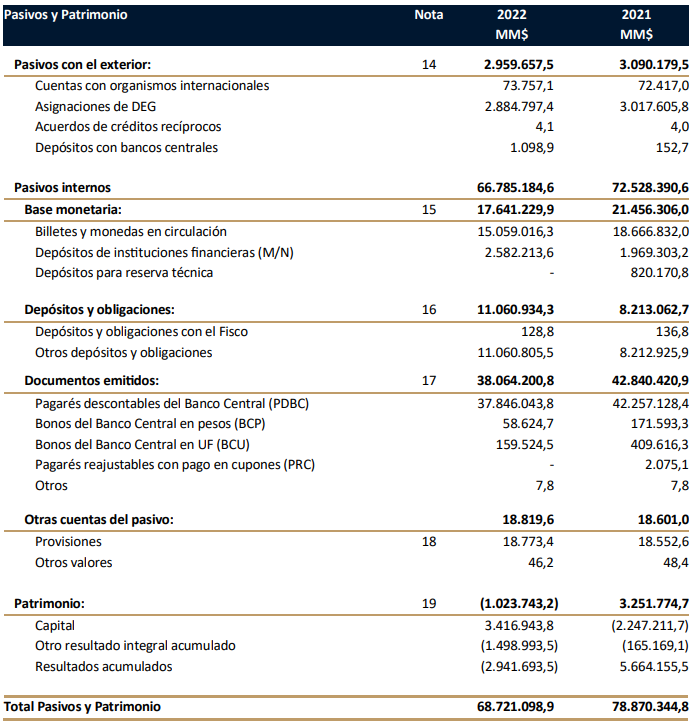 Pasivos y Patrimonio Nota 2022 2021
MM$ MM$
Pasivos con el exterior: 14 2.959.657,5 3.090.179,5
Cuentas con organismos internacionales 73.757,1 72.417,0
Asignaciones de DEG 2.884.797,4 3.017.605,8
Acuerdos de créditos recíprocos 4,1 4,0
Depósitos con bancos centrales 1.098,9 152,7
Pasivos internos 66.785.184,6 72.528.390,6
Base monetaria: 15 17.641.229,9 21.456.306,0
Billetes y monedas en circulación 15.059.016,3 18.666.832,0
Depósitos de instituciones financieras (M/N) 2.582.213,6 1.969.303,2
Depósitos para reserva técnica - 820.170,8
Depósitos y obligaciones: 16 11.060.934,3 8.213.062,7
Depósitos y obligaciones con el Fisco 128,8 136,8
Otros depósitos y obligaciones 11.060.805,5 8.212.925,9
Documentos emitidos: 17 38.064.200,8 42.840.420,9
Pagarés descontables del Banco Central (PDBC) 37.846.043,8 42.257.128,4
Bonos del Banco Central en pesos (BCP) 58.624,7 171.593,3
Bonos del Banco Central en UF (BCU) 159.524,5 409.616,3
Pagarés reajustables con pago en cupones (PRC) - 2.075,1
Otros 7,8 7,8
Otras cuentas del pasivo: 18.819,6 18.601,0
Provisiones 18 18.773,4 18.552,6
Otros valores 46,2 48,4
Patrimonio: 19 (1.023.743,2) 3.251.774,7
Capital 3.416.943,8 (2.247.211,7)
Otro resultado integral acumulado (1.498.993,5) (165.169,1)
Resultados acumulados (2.941.693,5) 5.664.155,5
Total Pasivos y Patrimonio 68.721.098,9 78.870.344,8